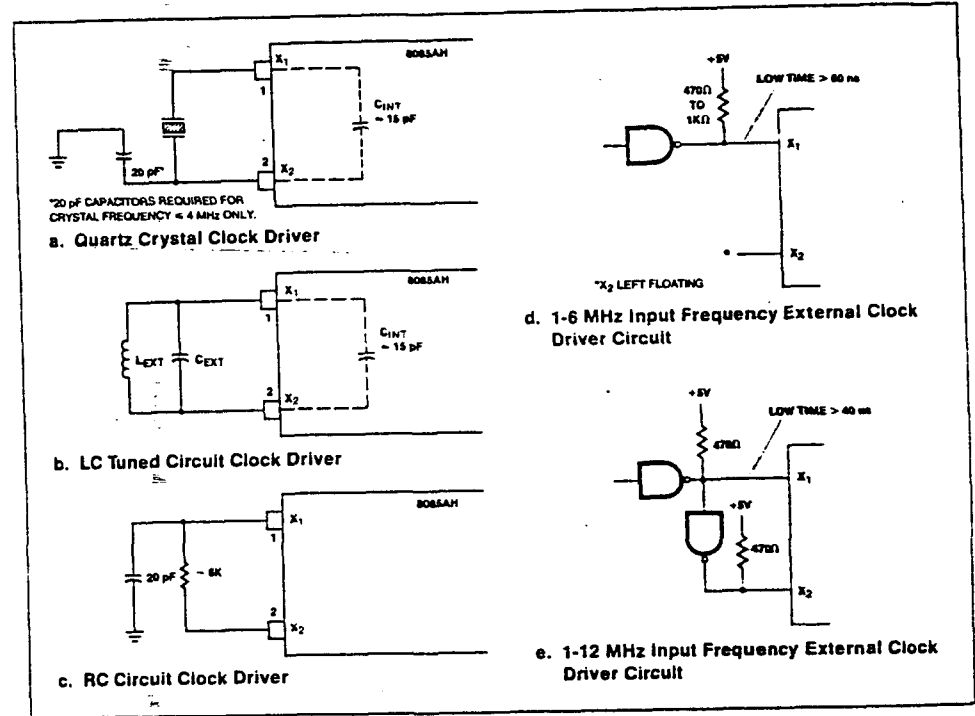 8085AH
X1
1
CINT
~ 15 pF
20 pF*
2
X2
*20 pF CAPACITORS REQUIRED FOR
CRYSTAL FREQUENCY ≤ 4 MHz ONLY.
a. Quartz Crystal Clock Driver
8085AH
X1
1
CINT
~ 15 pF
LEXT
CEXT
2
X2
b. LC Tuned Circuit Clock Driver
8085AH
X1
1
20 pF
~ 6K
2
X2
c. RC Circuit Clock Driver
+5V
LOW TIME > 60 ns
470Ω
TO
1KΩ
X1
*
X2
*X2 LEFT FLOATING
d. 1-6 MHz Input Frequency External Clock
Driver Circuit
+5V
LOW TIME > 40 ns
470Ω
X1
+5V
470Ω
X2
e. 1-12 MHz Input Frequency External Clock
Driver Circuit